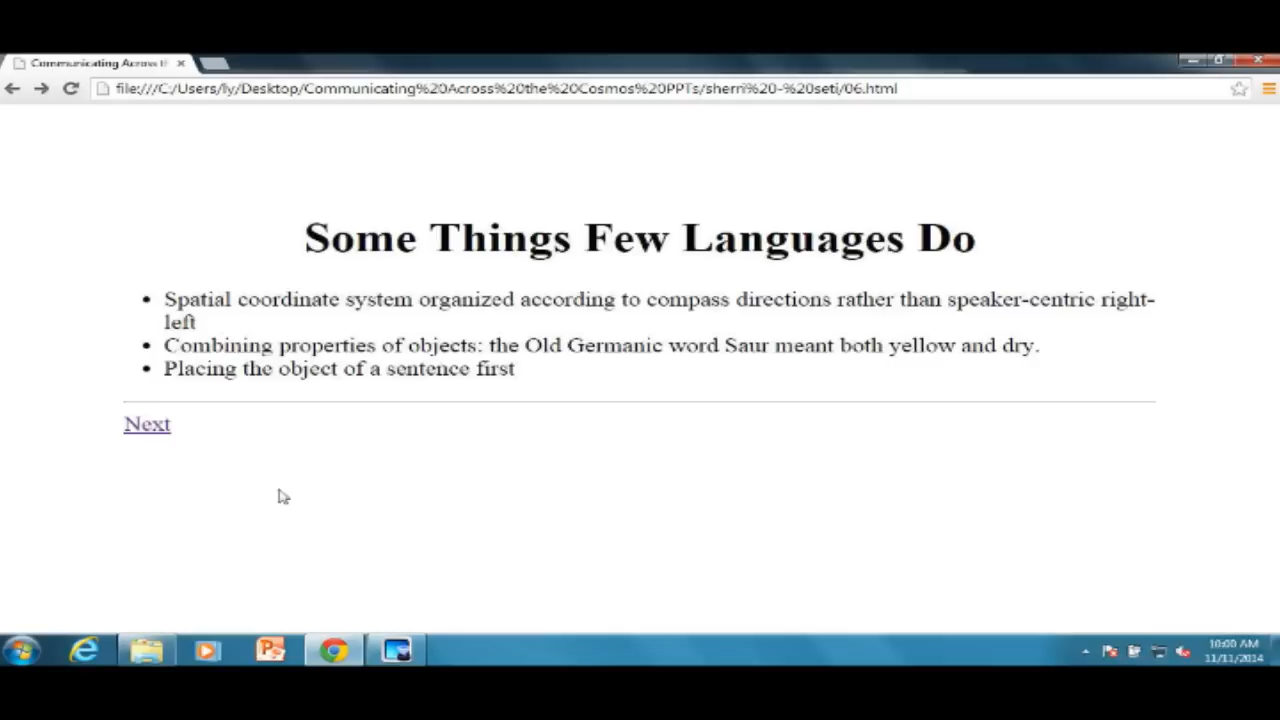 Communicating Across th
file:///C:/Users/ly/Desktop/Communicating%20Across%20the%20Cosmos%20PPTs/sherri%20-%20seti/06.html
Some Things Few Languages Do
• Spatial coordinate system organized according to compass directions rather than speaker-centric right-
left
• Combining properties of objects: the Old Germanic word Saur meant both yellow and dry.
• Placing the object of a sentence first
Next
10:00 AM
11/11/2014